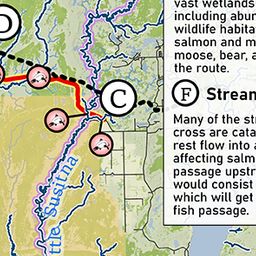 vast wetlands
including abun
wildlife habita
salmon and m
moose, bear, a
the route.
F Stream
Many of the str
cross are cata
rest flow into a
affecting salm
passage upstr
would consist
which will get
fish passage.
D
C
ttle Susitna